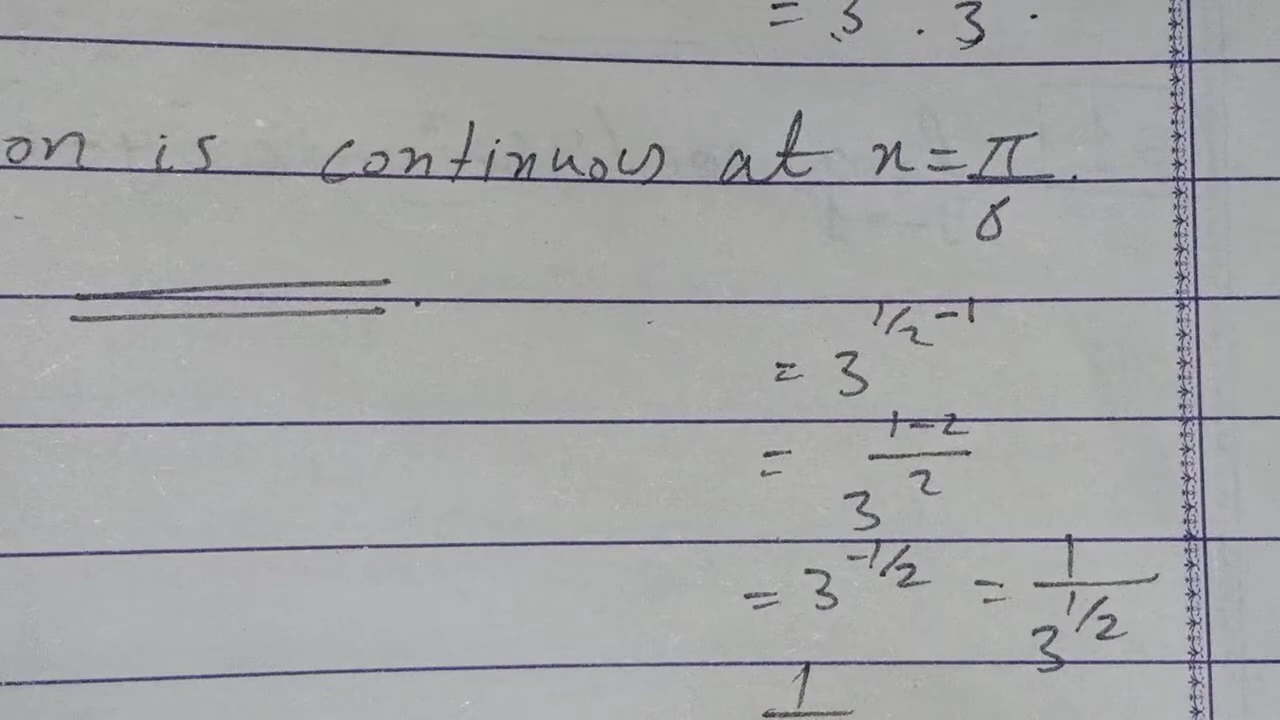 = 3 . 3
on is continuous at x = π/6.
= 3^(1/2 - 1)
= 3^((1-2)/2)
= 3^(-1/2) = 1/3^(1/2)
1